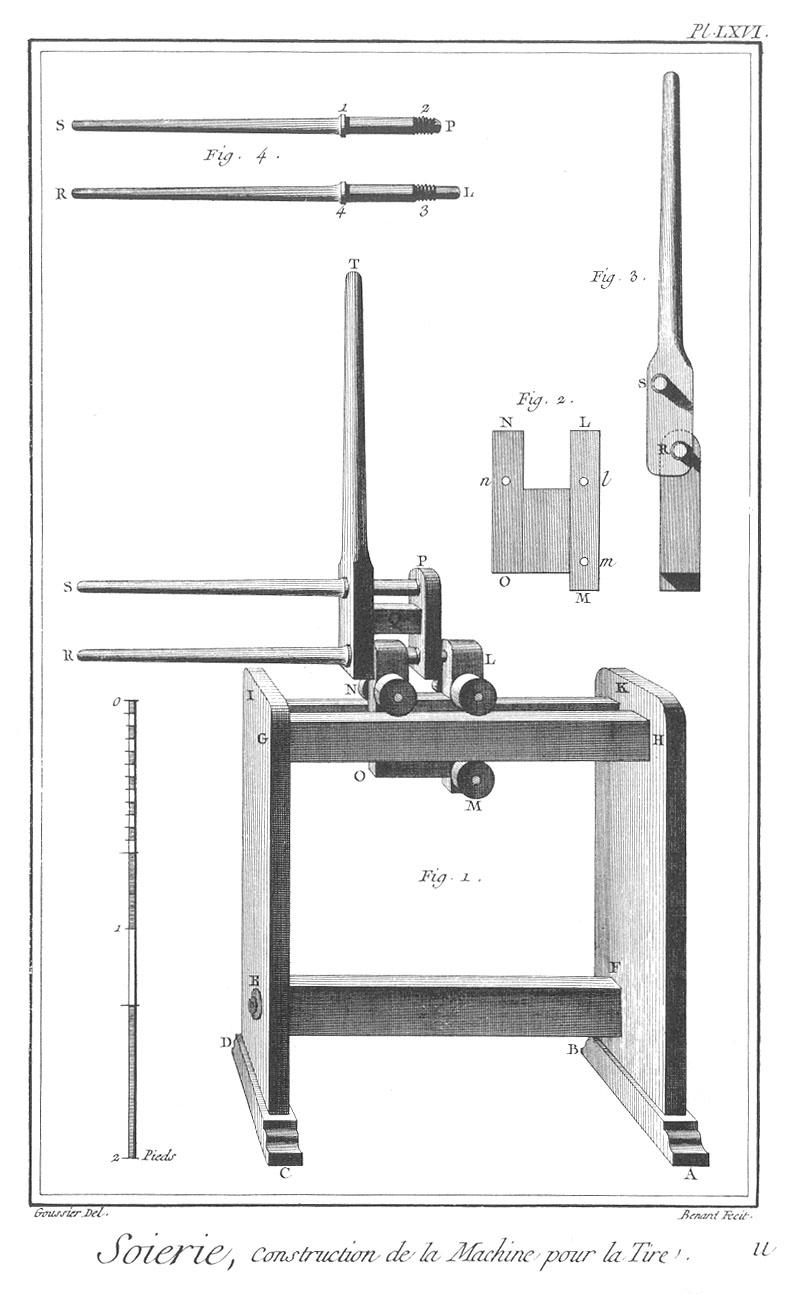 Pl. LXVI.
1 2
S P
Fig. 4.
R L
4 3
T
Fig. 3.
S
Fig. 2.
N L
R
n l
m
O
M
P
S
Q
R
L
N
I K
0
G H
O
M
Fig. 1.
1
F
E
D
B
2 Pieds
C A
Goussier Del. Benard Fecit.
Soierie, Construction de la Machine pour la Tire.